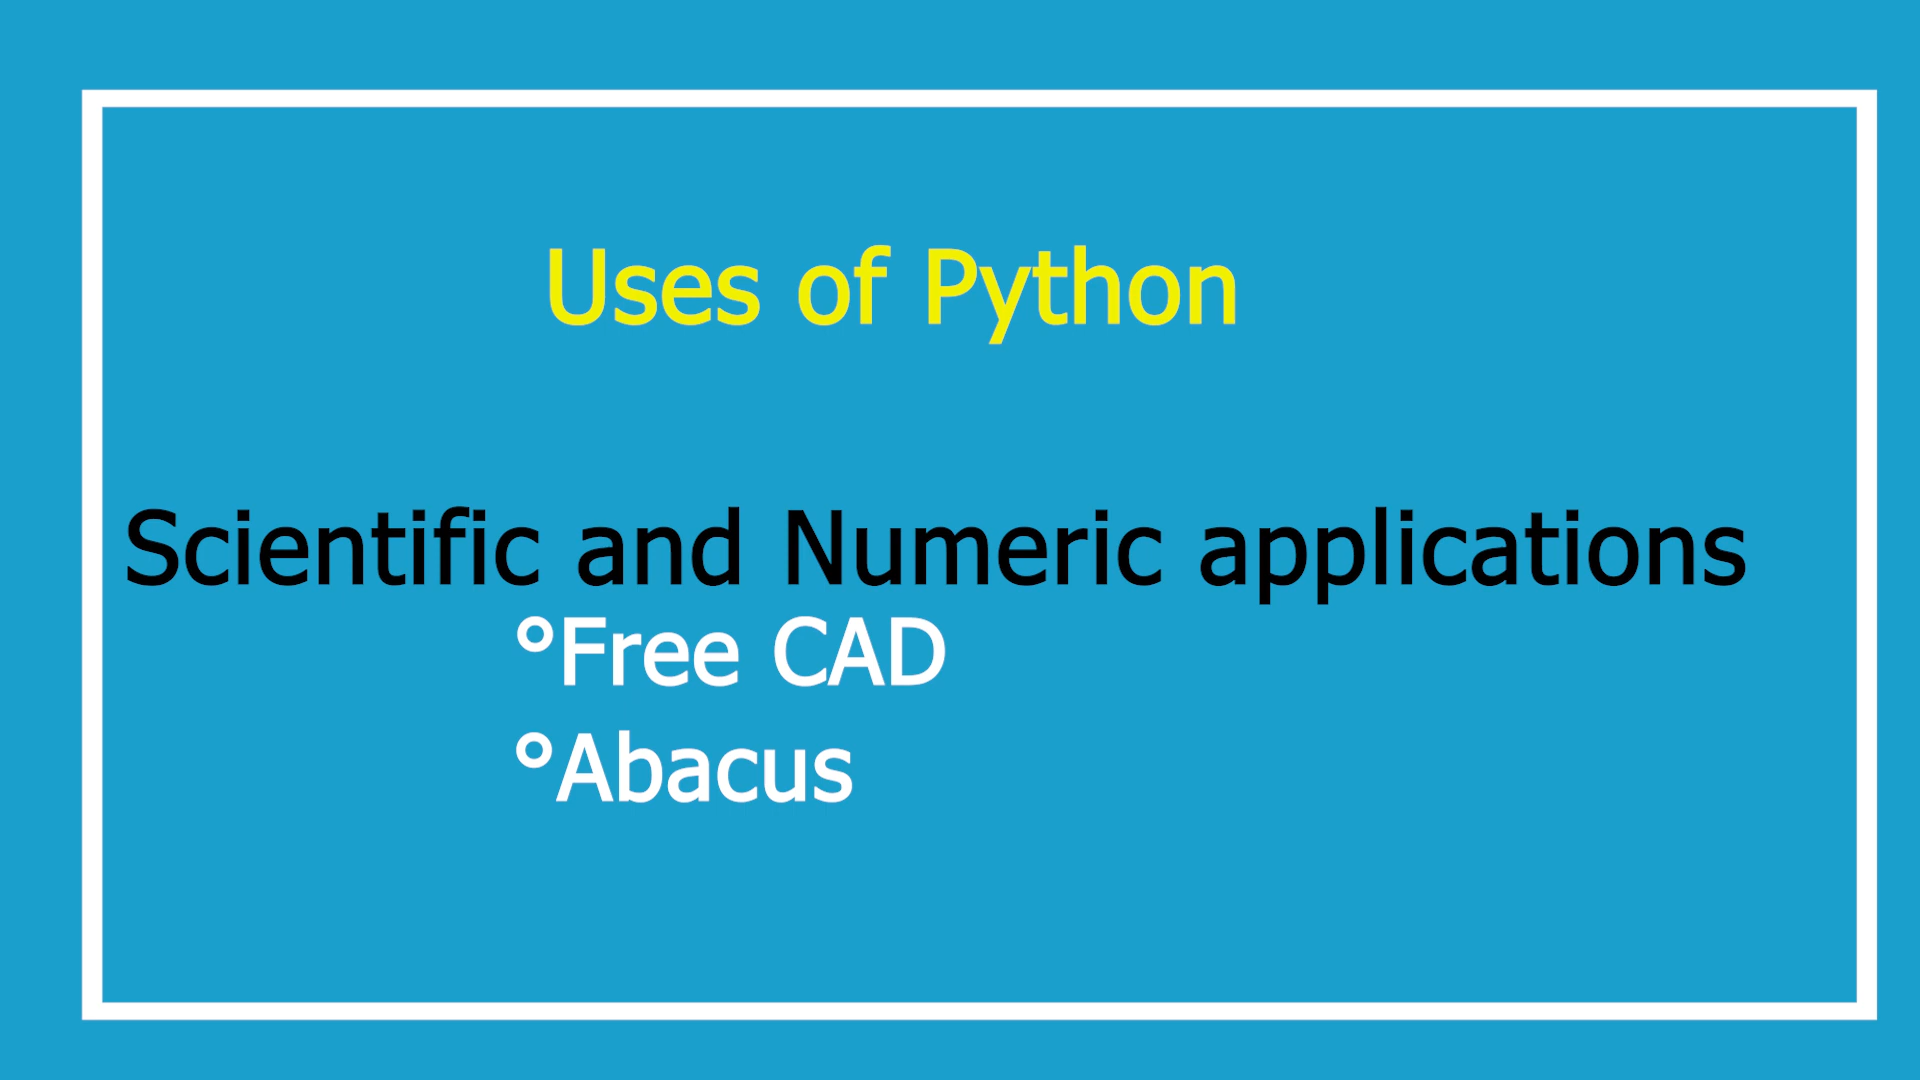 Uses of Python
Scientific and Numeric applications
°Free CAD
°Abacus